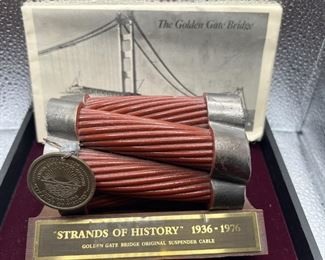 The Golden Gate Bridge
"STRANDS OF HISTORY" 1936-1976
GOLDEN GATE BRIDGE ORIGINAL SUSPENDER CABLE